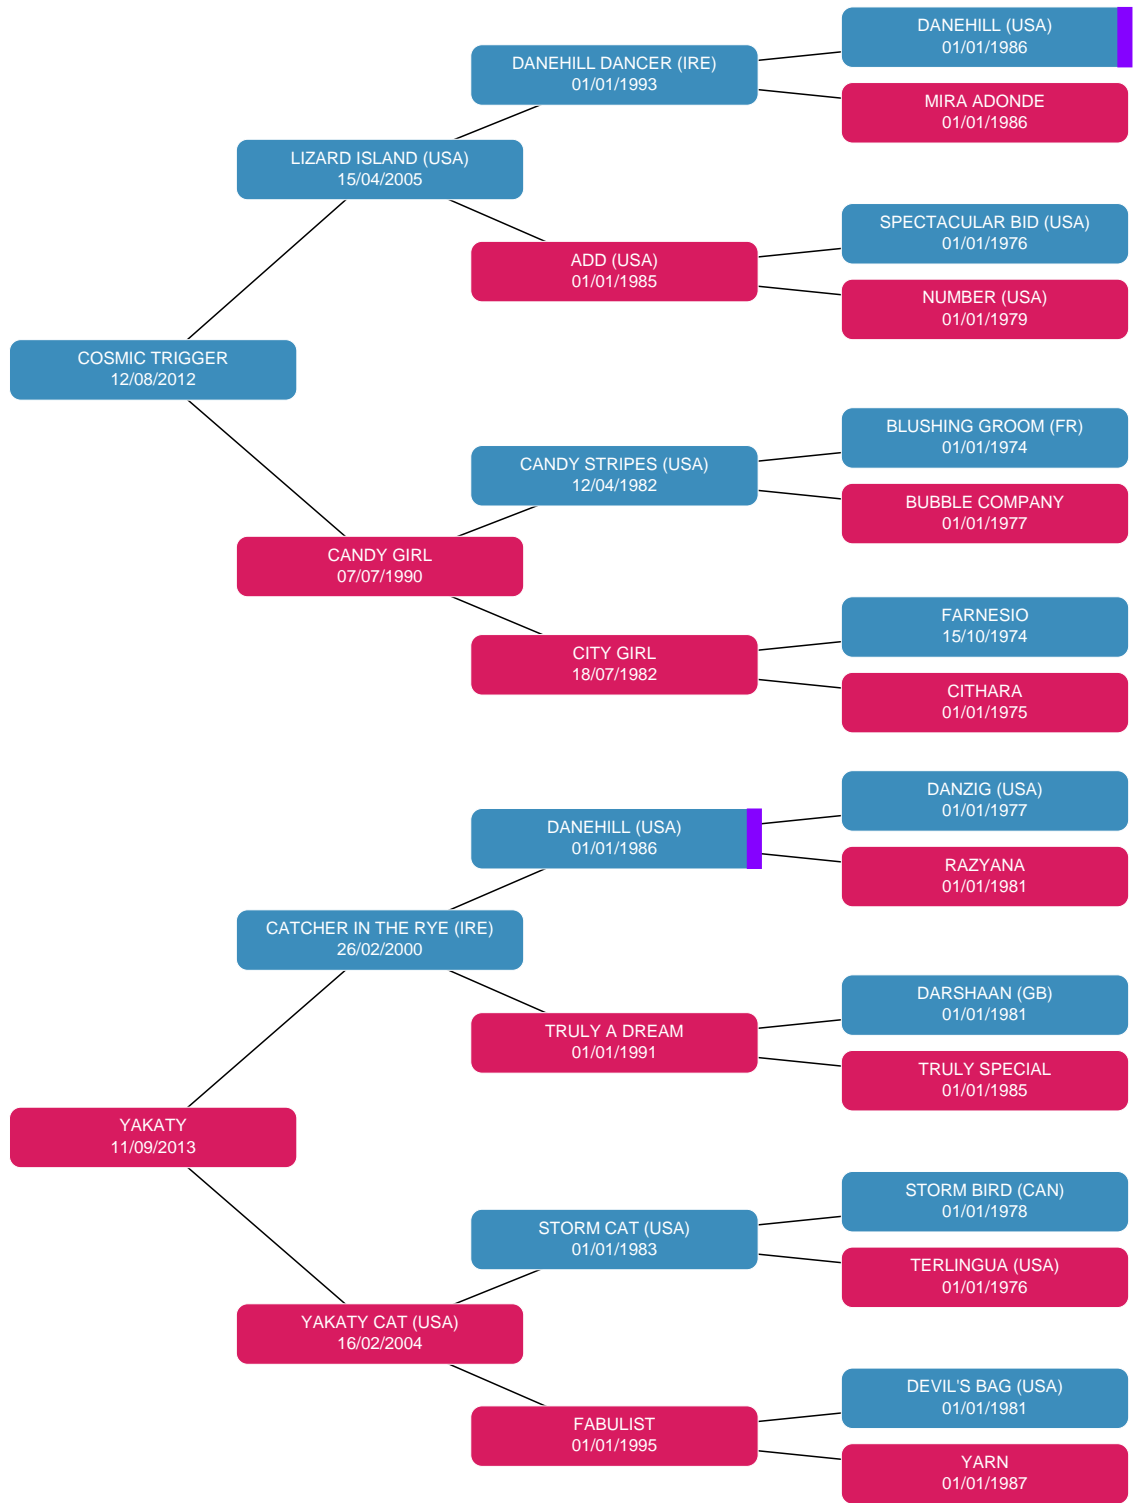 DANEHILL (USA)
01/01/1986
DANEHILL DANCER (IRE)
01/01/1993
MIRA ADONDE
01/01/1986
LIZARD ISLAND (USA)
15/04/2005
SPECTACULAR BID (USA)
01/01/1976
ADD (USA)
01/01/1985
NUMBER (USA)
01/01/1979
COSMIC TRIGGER
12/08/2012
BLUSHING GROOM (FR)
01/01/1974
CANDY STRIPES (USA)
12/04/1982
BUBBLE COMPANY
01/01/1977
CANDY GIRL
07/07/1990
FARNESIO
15/10/1974
CITY GIRL
18/07/1982
CITHARA
01/01/1975
DANZIG (USA)
01/01/1977
DANEHILL (USA)
01/01/1986
RAZYANA
01/01/1981
CATCHER IN THE RYE (IRE)
26/02/2000
DARSHAAN (GB)
01/01/1981
TRULY A DREAM
01/01/1991
TRULY SPECIAL
01/01/1985
YAKATY
11/09/2013
STORM BIRD (CAN)
01/01/1978
STORM CAT (USA)
01/01/1983
TERLINGUA (USA)
01/01/1976
YAKATY CAT (USA)
16/02/2004
DEVIL'S BAG (USA)
01/01/1981
FABULIST
01/01/1995
YARN
01/01/1987